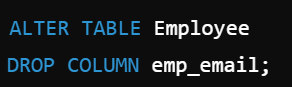 ALTER TABLE Employee
DROP COLUMN emp_email;